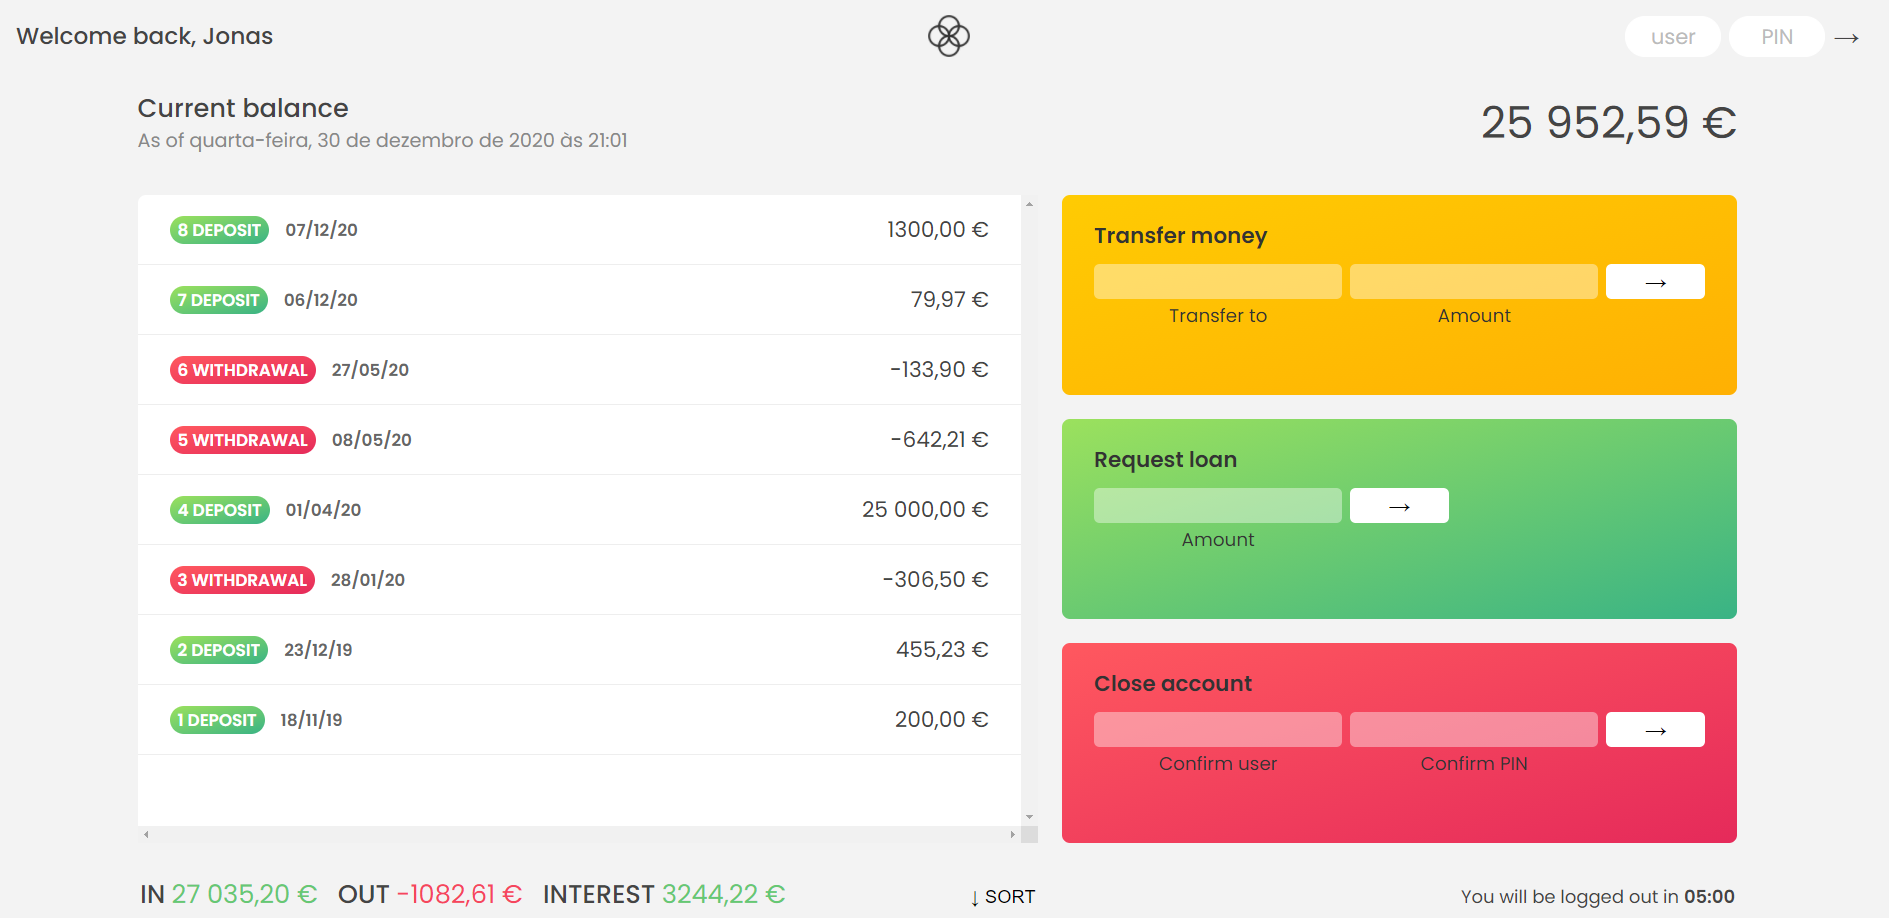 Welcome back, Jonas
user PIN →
Current balance
As of quarta-feira, 30 de dezembro de 2020 às 21:01
25 952,59 €
8 DEPOSIT 07/12/20 1300,00 €
7 DEPOSIT 06/12/20 79,97 €
6 WITHDRAWAL 27/05/20 -133,90 €
5 WITHDRAWAL 08/05/20 -642,21 €
4 DEPOSIT 01/04/20 25 000,00 €
3 WITHDRAWAL 28/01/20 -306,50 €
2 DEPOSIT 23/12/19 455,23 €
1 DEPOSIT 18/11/19 200,00 €
Transfer money
→
Transfer to Amount
Request loan
→
Amount
Close account
→
Confirm user Confirm PIN
IN 27 035,20 € OUT -1082,61 € INTEREST 3244,22 € ↓ SORT
You will be logged out in 05:00